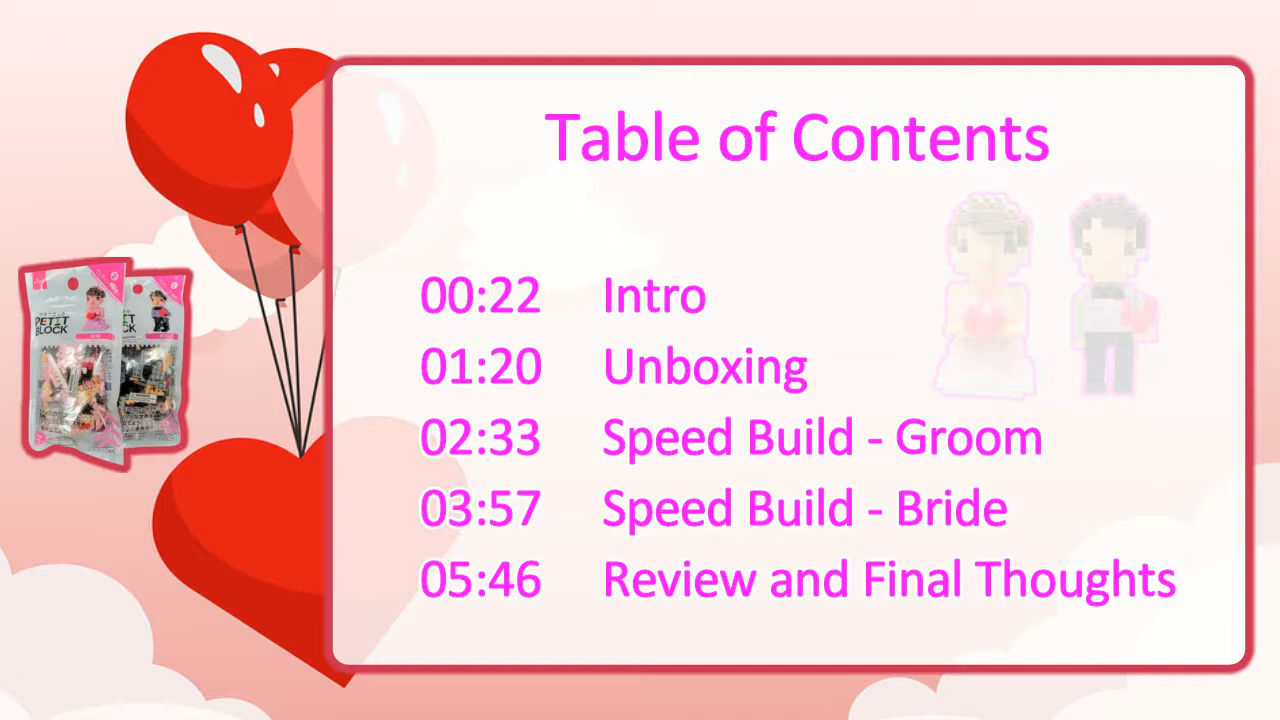 Table of Contents
00:22 Intro
01:20 Unboxing
02:33 Speed Build - Groom
03:57 Speed Build - Bride
05:46 Review and Final Thoughts
PETIT
BLOCK